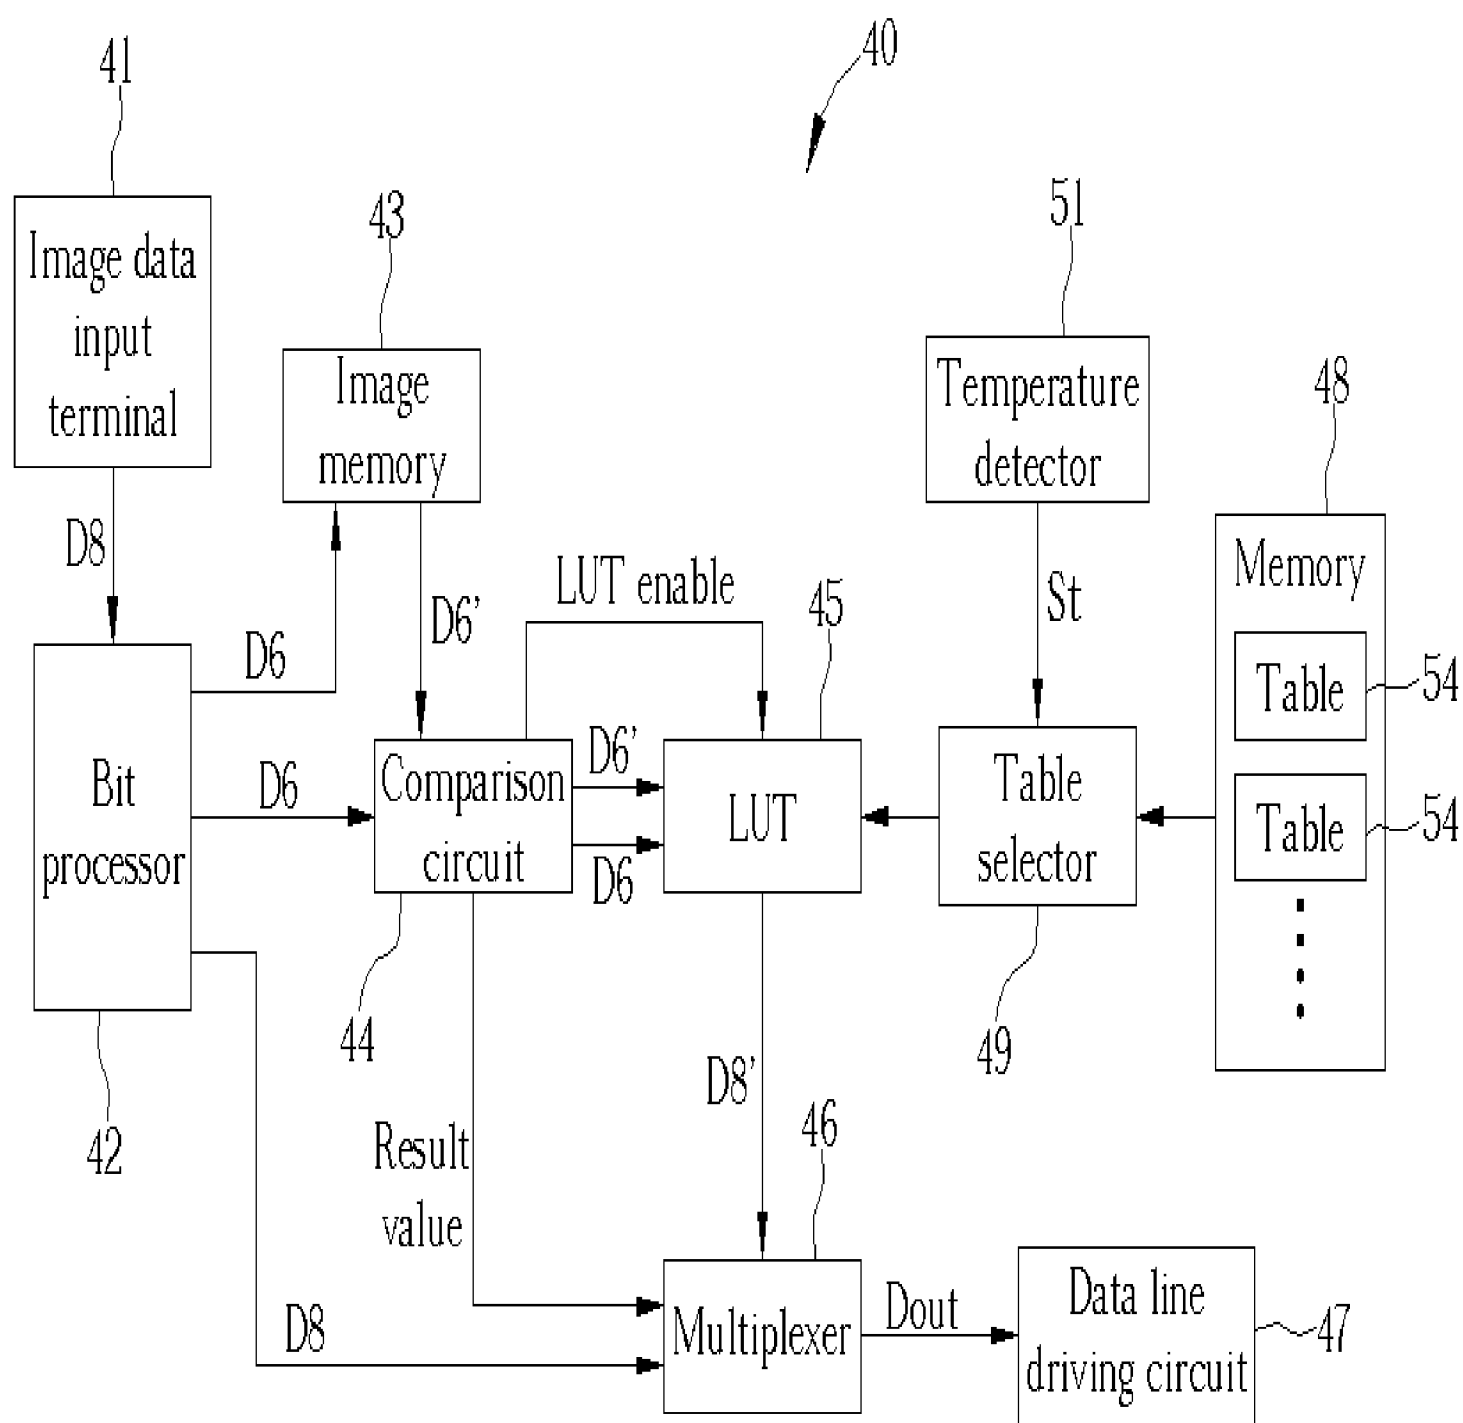 40
41
Image data
input
terminal
43
Image
memory
51
Temperature
detector
48
Memory
Table
54
Table
54
D8
D6
D6'
LUT enable
45
St
Bit
processor
D6
Comparison
circuit
D6'
D6
LUT
Table
selector
44
49
42
Result
value
D8'
46
D8
Multiplexer
Dout
Data line
driving circuit
47